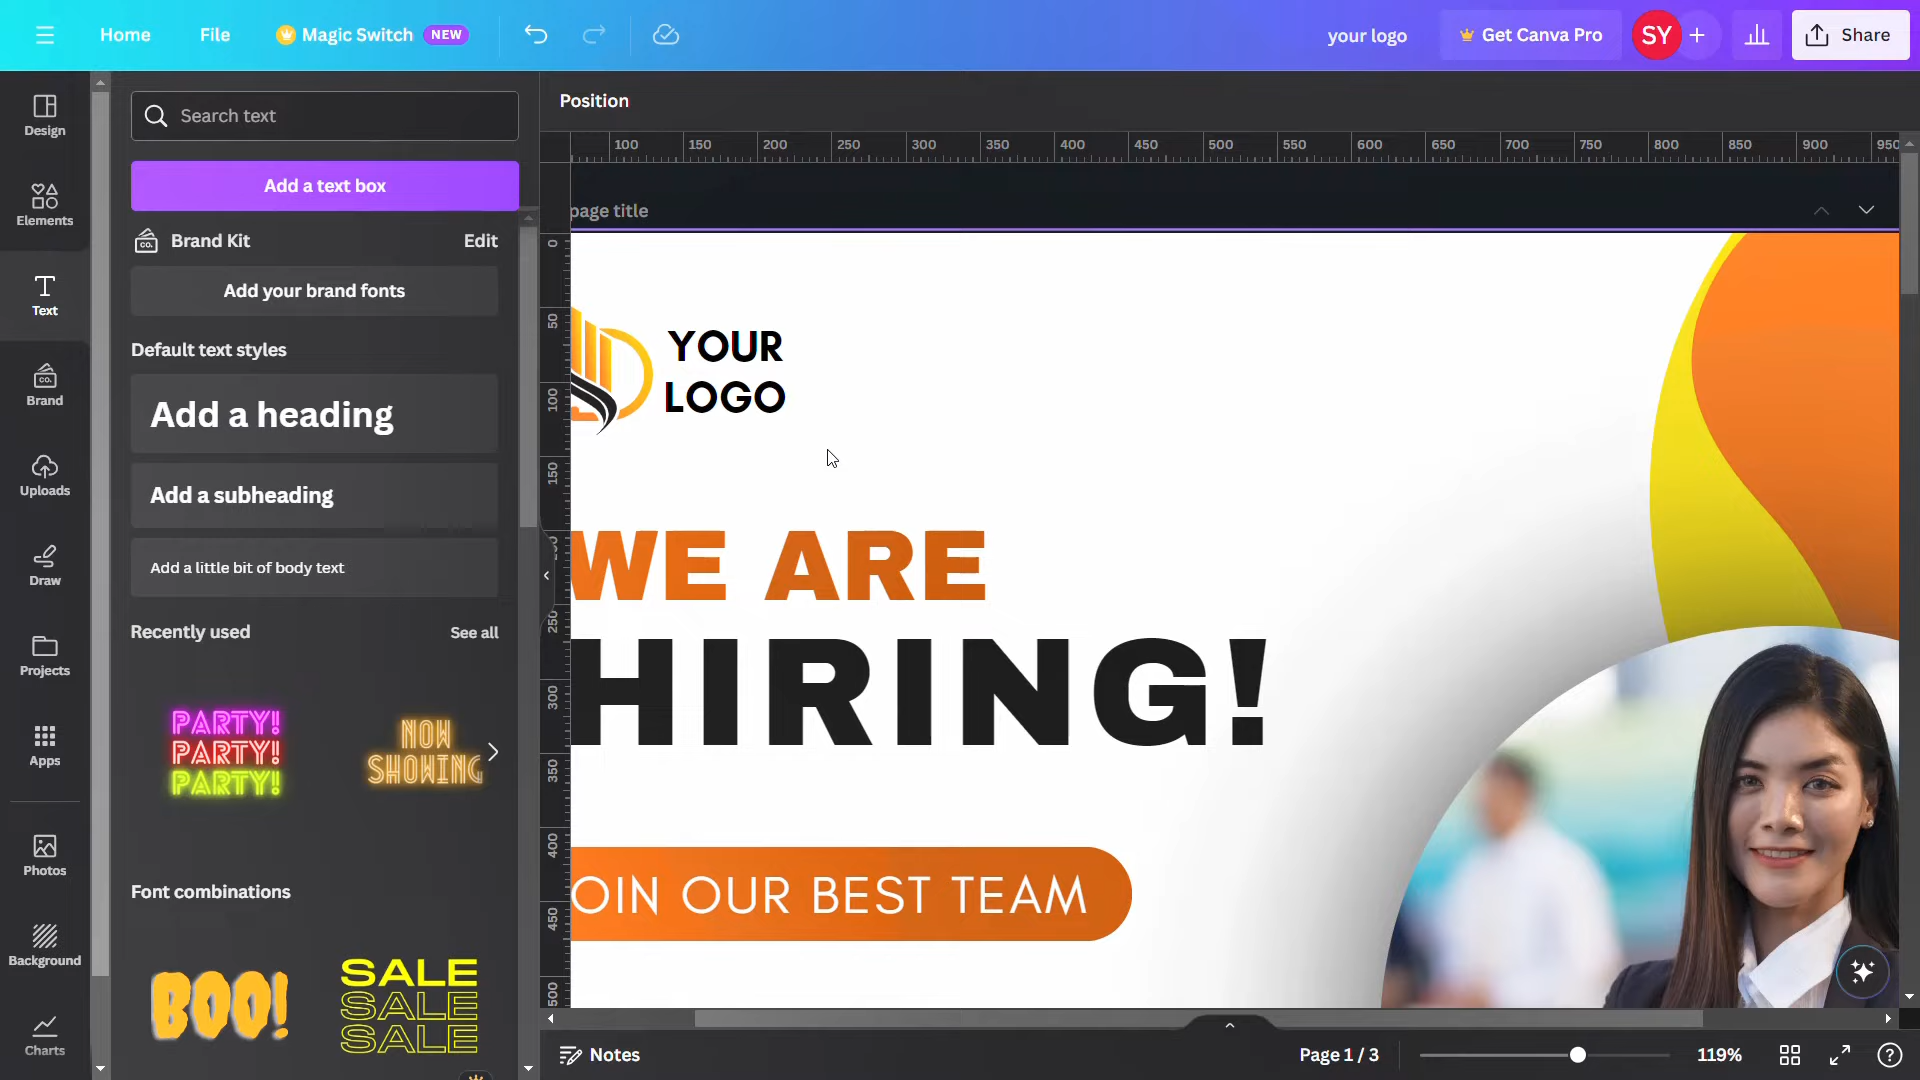 Home
File
Magic Switch
NEW
your logo
Get Canva Pro
SY
Share
Design
Elements
Text
Brand
Uploads
Draw
Projects
Apps
Photos
Background
Charts
Search text
Add a text box
Brand Kit
Edit
Add your brand fonts
Default text styles
Add a heading
Add a subheading
Add a little bit of body text
Recently used
See all
PARTY!
PARTY!
PARTY!
NOW
SHOWING
Font combinations
BOO!
SALE
SALE
SALE
Position
100 150 200 250 300 350 400 450 500 550 600 650 700 750 800 850 900 950
page title
0
50
100
150
250
300
350
400
450
500
YOUR
LOGO
WE ARE
HIRING!
OIN OUR BEST TEAM
Notes
Page 1 / 3
119%